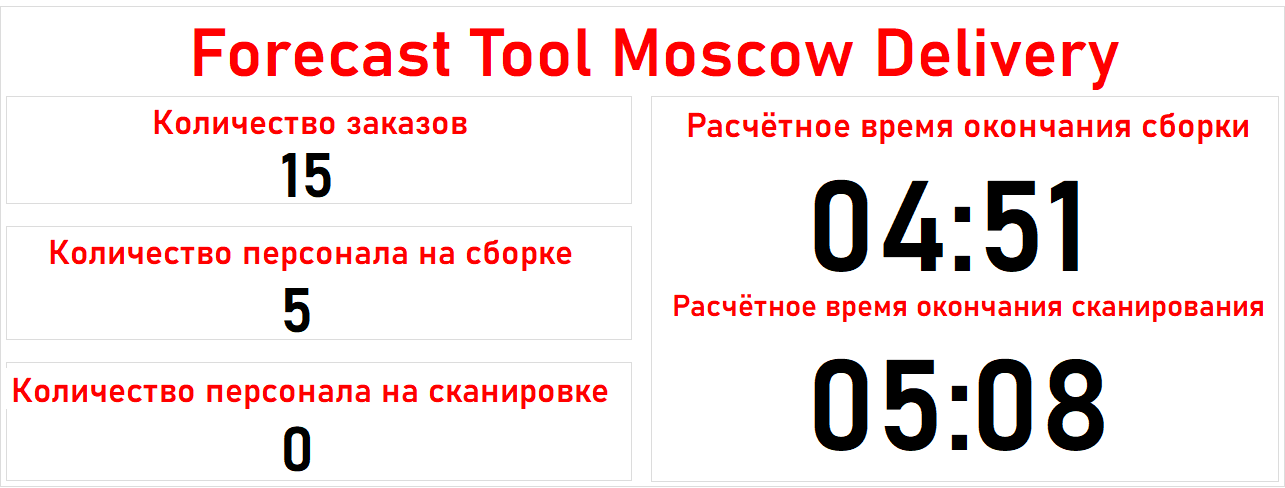 Forecast Tool Moscow Delivery
Количество заказов
15
Количество персонала на сборке
5
Количество персонала на сканировке
0
Расчётное время окончания сборки
04:51
Расчётное время окончания сканирования
05:08